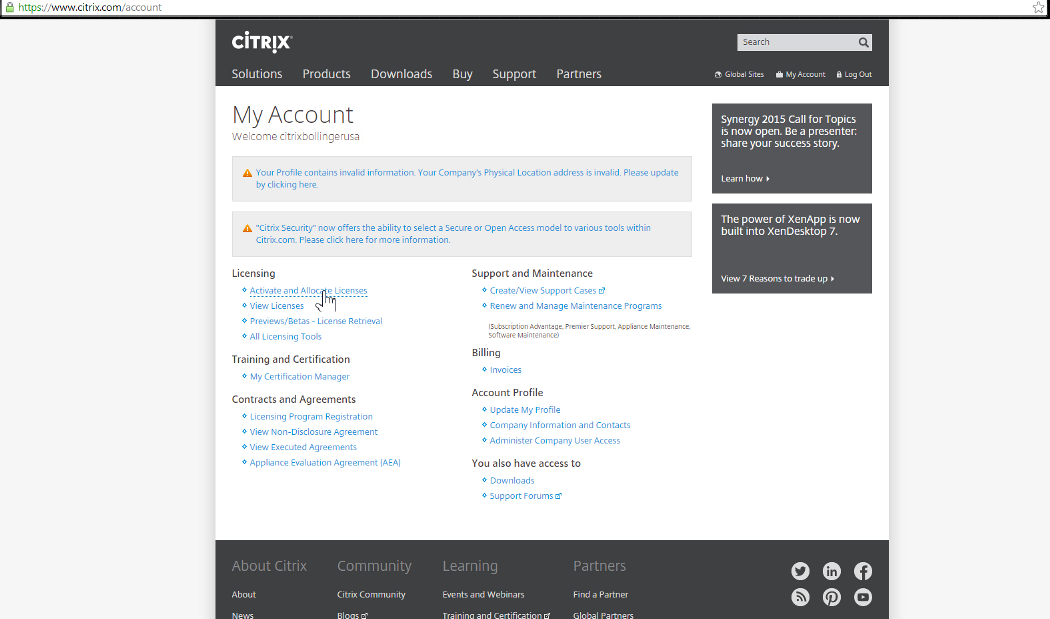 https://www.citrix.com/account
CITRIX
Search
Solutions Products Downloads Buy Support Partners
Global Sites My Account Log Out
My Account
Welcome citrixbollingerusa
Your Profile contains invalid information. Your Company's Physical Location address is invalid. Please update
by clicking here.
"Citrix Security" now offers the ability to select a Secure or Open Access model to various tools within
Citrix.com. Please click here for more information.
Synergy 2015 Call for Topics
is now open. Be a presenter:
share your success story.
Learn how
The power of XenApp is now
built into XenDesktop 7.
View 7 Reasons to trade up
Licensing
Activate and Allocate Licenses
View Licenses
Previews/Betas - License Retrieval
All Licensing Tools
Training and Certification
My Certification Manager
Contracts and Agreements
Licensing Program Registration
View Non-Disclosure Agreement
View Executed Agreements
Appliance Evaluation Agreement (AEA)
Support and Maintenance
Create/View Support Cases
Renew and Manage Maintenance Programs
(Subscription Advantage, Premier Support, Appliance Maintenance,
Software Maintenance)
Billing
Invoices
Account Profile
Update My Profile
Company Information and Contacts
Administer Company User Access
You also have access to
Downloads
Support Forums
About Citrix
About
News
Community
Citrix Community
Blogs
Learning
Events and Webinars
Training and Certification
Partners
Find a Partner
Global Partners